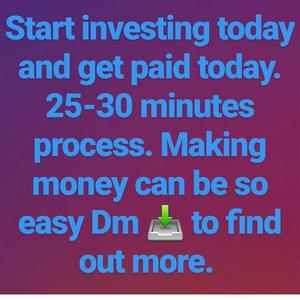 Start investing today
and get paid today.
25-30 minutes
process. Making
money can be so
easy Dm 📥 to find
out more.